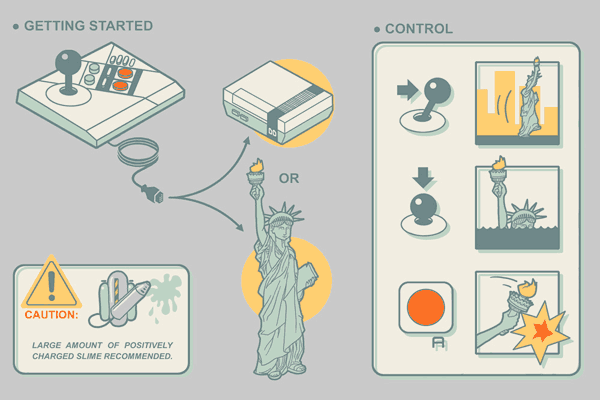 • GETTING STARTED
• CONTROL
OR
!
CAUTION:
LARGE AMOUNT OF POSITIVELY
CHARGED SLIME RECOMMENDED.